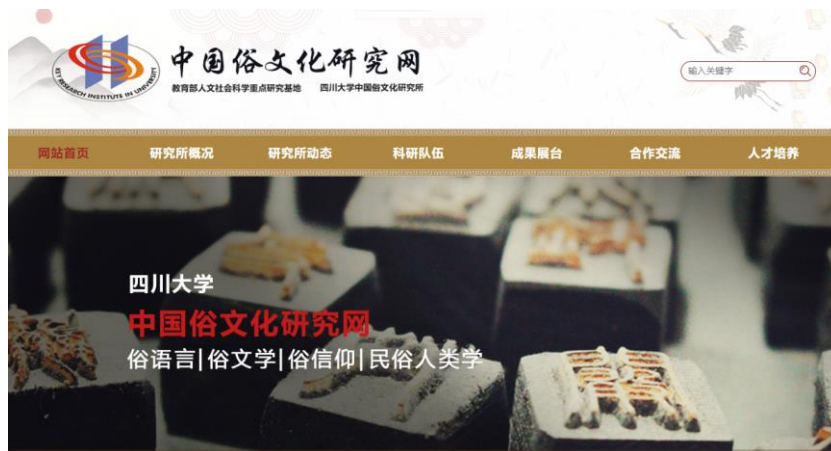 中国俗文化研究网
教育部人文社会科学重点研究基地 四川大学中国俗文化研究所
KEY RESEARCH INSTITUTE IN UNIVERSITY
输入关键字
网站首页 研究所概况 研究所动态 科研队伍 成果展台 合作交流 人才培养
四川大学
中国俗文化研究网
俗语言|俗文学|俗信仰|民俗人类学